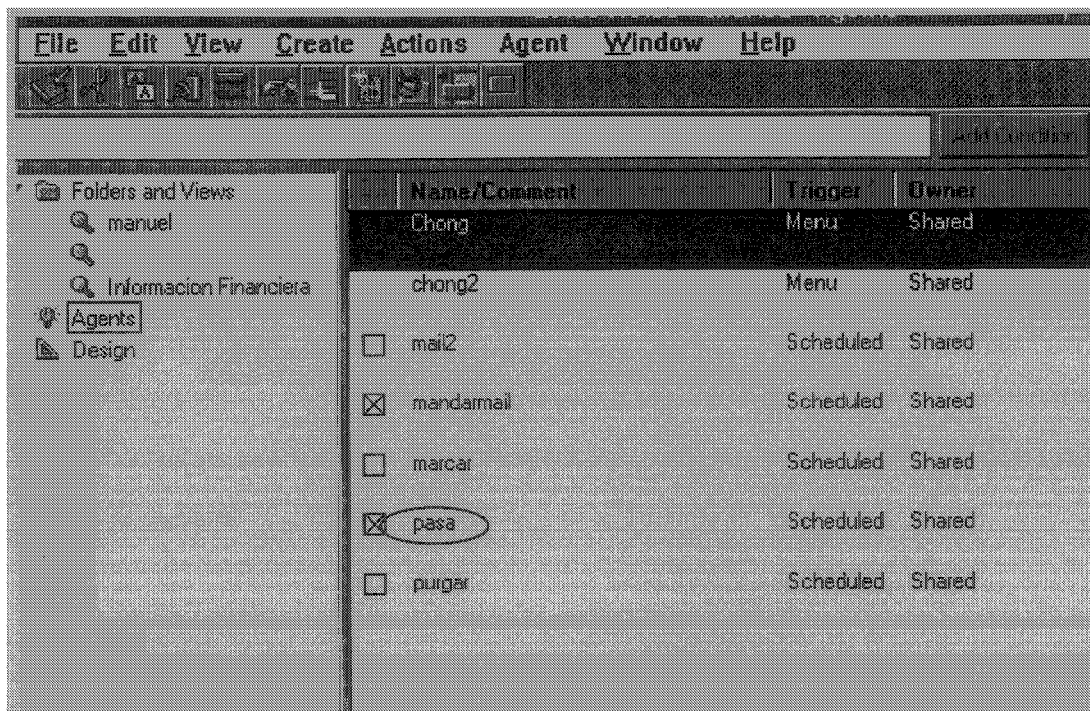 File Edit View Create Actions Agent Window Help
Add Condition
Folders and Views
manuel
Informacion Financiera
Agents
Design
Name/Comment Trigger Owner
Chong Menu Shared
chong2 Menu Shared
mail2 Scheduled Shared
mandarmail Scheduled Shared
marcar Scheduled Shared
pasa Scheduled Shared
purgar Scheduled Shared